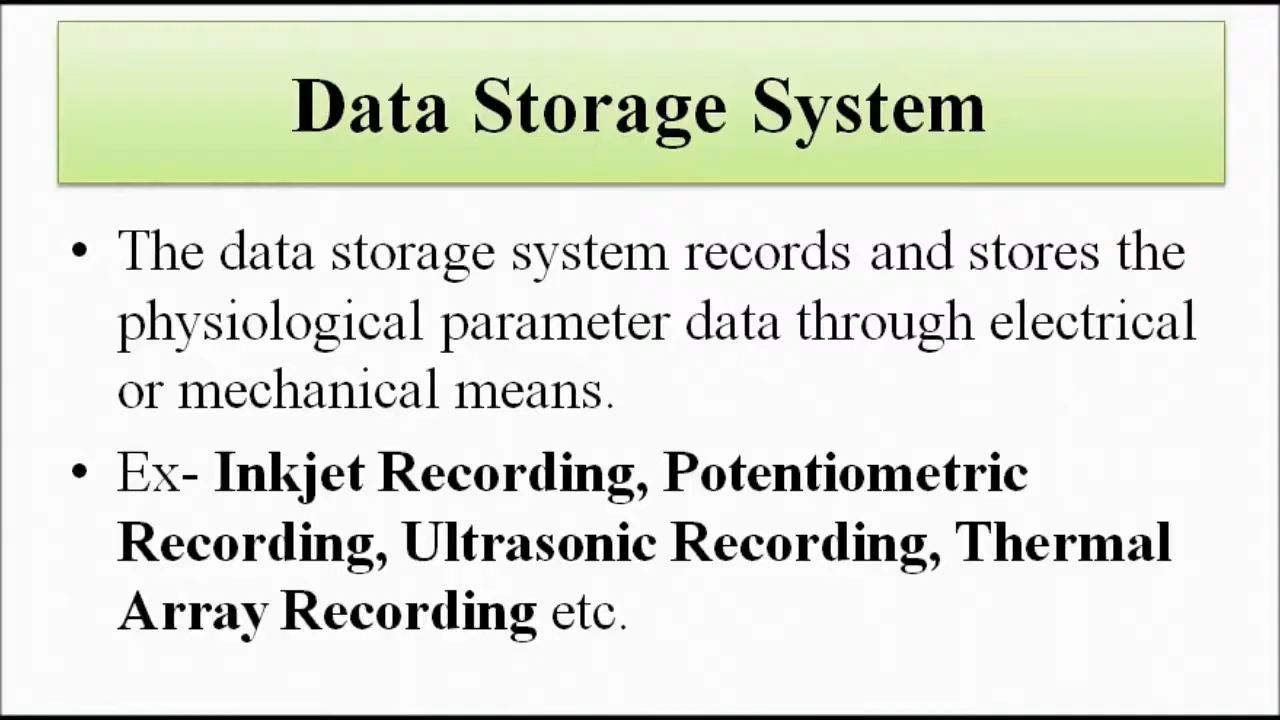 Data Storage System
• The data storage system records and stores the
physiological parameter data through electrical
or mechanical means.
• Ex- Inkjet Recording, Potentiometric
Recording, Ultrasonic Recording, Thermal
Array Recording etc.